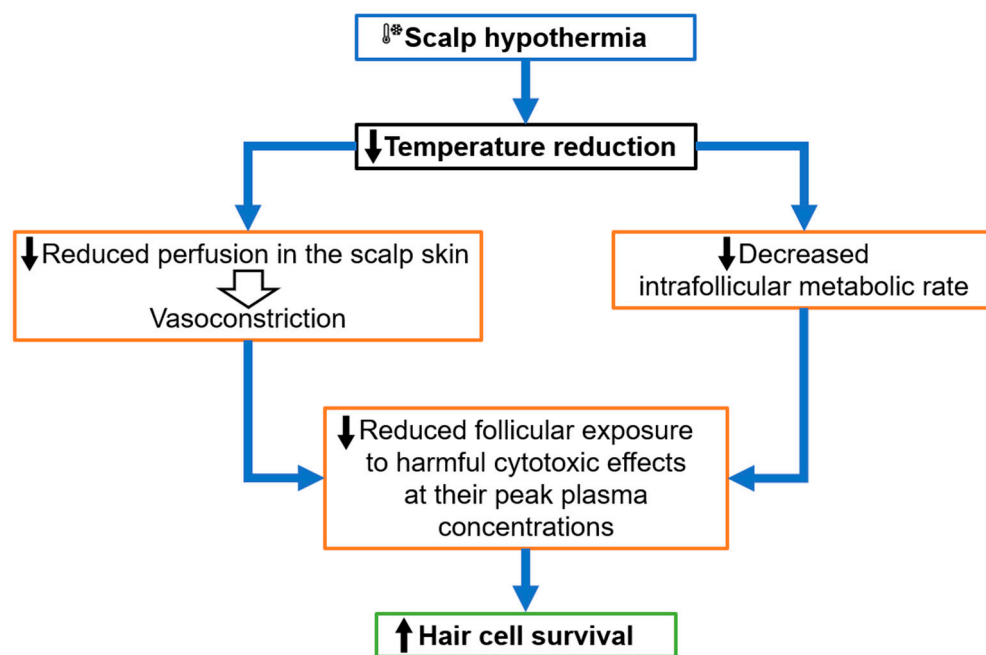 Scalp hypothermia
Temperature reduction
Reduced perfusion in the scalp skin
Vasoconstriction
Decreased
intrafollicular metabolic rate
Reduced follicular exposure
to harmful cytotoxic effects
at their peak plasma
concentrations
Hair cell survival